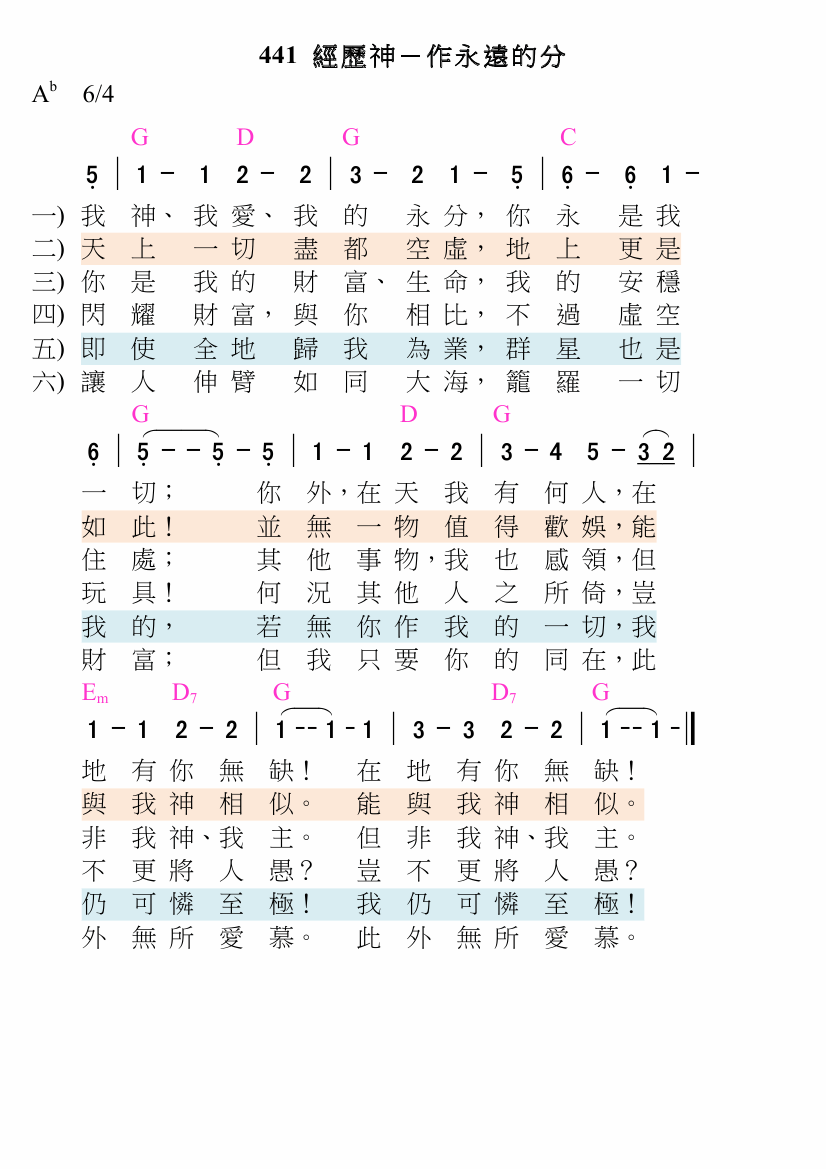 441 經歷神－作永遠的分
A♭ 6/4
G D G C
5̣ | 1 - 1 2 - 2 | 3 - 2 1 - 5̣ | 6̣ - 6̣ 1 -
一) 我 神、 我 愛、 我 的 永 分， 你 永 是 我
二) 天 上 一 切 盡 都 空 虛， 地 上 更 是
三) 你 是 我 的 財 富、 生 命， 我 的 安 穩
四) 閃 耀 財 富， 與 你 相 比， 不 過 虛 空
五) 即 使 全 地 歸 我 為 業， 群 星 也 是
六) 讓 人 伸 臂 如 同 大 海， 籠 羅 一 切
G D G
6̣ | 5̣ - - 5̣ - 5̣ | 1 - 1 2 - 2 | 3 - 4 5 - 3 2 |
一 切； 你 外，在 天 我 有 何 人，在
如 此！ 並 無 一 物 值 得 歡 娛，能
住 處； 其 他 事 物，我 也 感 領，但
玩 具！ 何 況 其 他 人 之 所 倚，豈
我 的， 若 無 你 作 我 的 一 切，我
財 富； 但 我 只 要 你 的 同 在，此
Em D7 G D7 G
1 - 1 2 - 2 | 1 -- 1 - 1 | 3 - 3 2 - 2 | 1 -- 1 - ‖
地 有 你 無 缺！ 在 地 有 你 無 缺！
與 我 神 相 似。 能 與 我 神 相 似。
非 我 神、我 主。 但 非 我 神、我 主。
不 更 將 人 愚？ 豈 不 更 將 人 愚？
仍 可 憐 至 極！ 我 仍 可 憐 至 極！
外 無 所 愛 慕。 此 外 無 所 愛 慕。